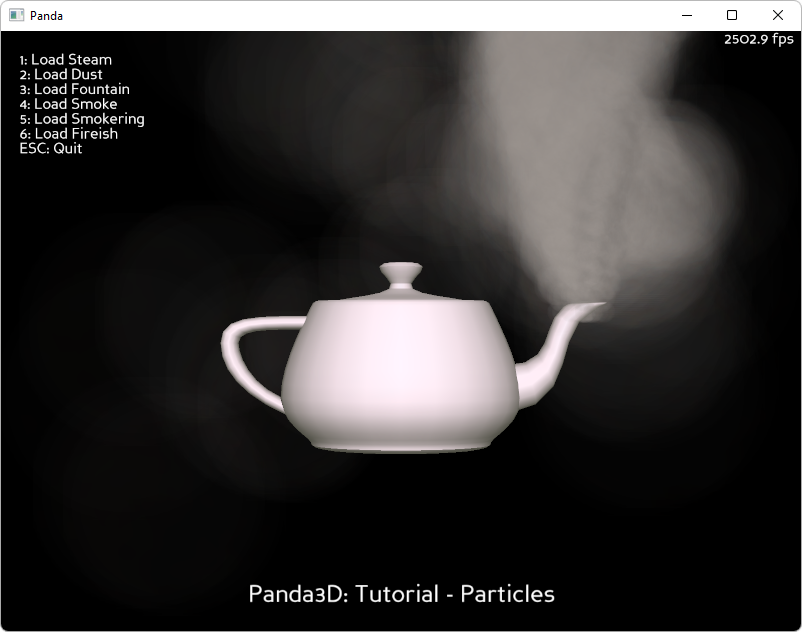 Panda
2502.9 fps
1: Load Steam
2: Load Dust
3: Load Fountain
4: Load Smoke
5: Load Smokering
6: Load Fireish
ESC: Quit
Panda3D: Tutorial - Particles